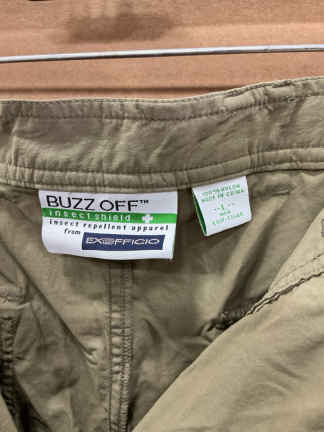 BUZZ OFF™
insect shield.
insect repellent apparel
from EXOFFICIO
100% NYLON
MADE IN CHINA